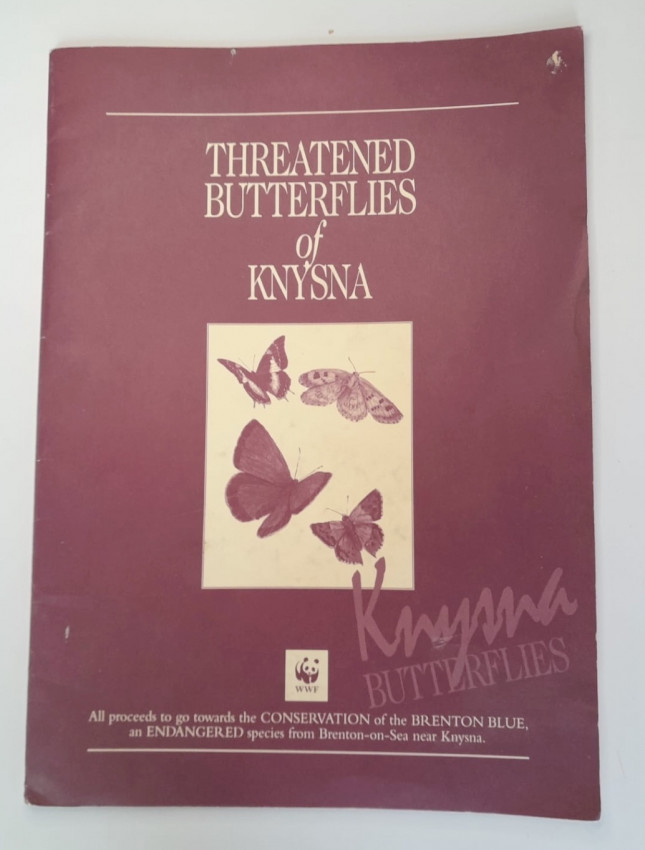 THREATENED
BUTTERFLIES
of
KNYSNA
Knysna
BUTTERFLIES
WWF
All proceeds to go towards the CONSERVATION of the BRENTON BLUE,
an ENDANGERED species from Brenton-on-Sea near Knysna.